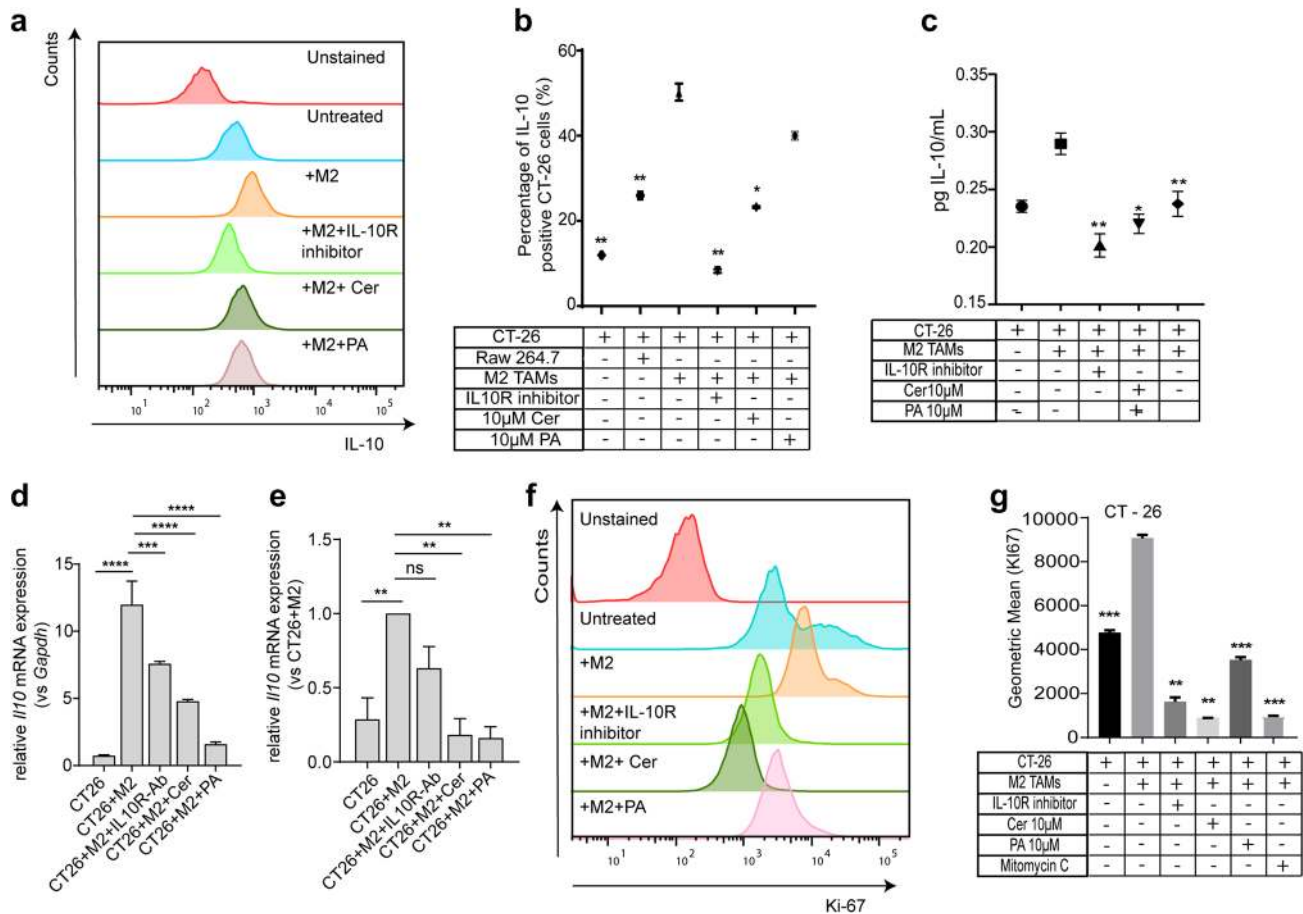 a
Counts
Unstained
Untreated
+M2
+M2+IL-10R
inhibitor
+M2+ Cer
+M2+PA
10¹ 10² 10³ 10⁴ 10⁵
IL-10
b
Percentage of IL-10
positive CT-26 cells (%)
60
40
20
0
** ** ** *
CT-26 + + + + + +
Raw 264.7 - + - - - -
M2 TAMs - - + + + +
IL10R inhibitor - - - + - -
10µM Cer - - - - + -
10µM PA - - - - - +
c
pg IL-10/mL
0.35
0.30
0.25
0.20
0.15
** * **
CT-26 + + + + +
M2 TAMs - + + + +
IL-10R inhibitor - - + - -
Cer10µM - - - +
PA 10µM - - - +
d
relative Il10 mRNA expression
(vs Gapdh)
15
10
5
0
****
****
***
****
CT26
CT26+M2
CT26+M2+IL10R-Ab
CT26+M2+Cer
CT26+M2+PA
e
relative Il10 mRNA expression
(vs CT26+M2)
1.5
1.0
0.5
0.0
**
**
ns
**
CT26
CT26+M2
CT26+M2+IL 10R-Ab
CT26+M2+Cer
CT26+M2+PA
f
Counts
Unstained
Untreated
+M2
+M2+IL-10R
inhibitor
+M2+ Cer
+M2+PA
10¹ 10² 10³ 10⁴ 10⁵
Ki-67
g
CT - 26
Geometric Mean (KI67)
10000
8000
6000
4000
2000
0
*** ** ** *** ***
CT-26 + + + + + +
M2 TAMs - + + + + +
IL-10R inhibitor - - + - - -
Cer 10µM - - - + - -
PA 10µM - - - - + -
Mitomycin C - - - - - +